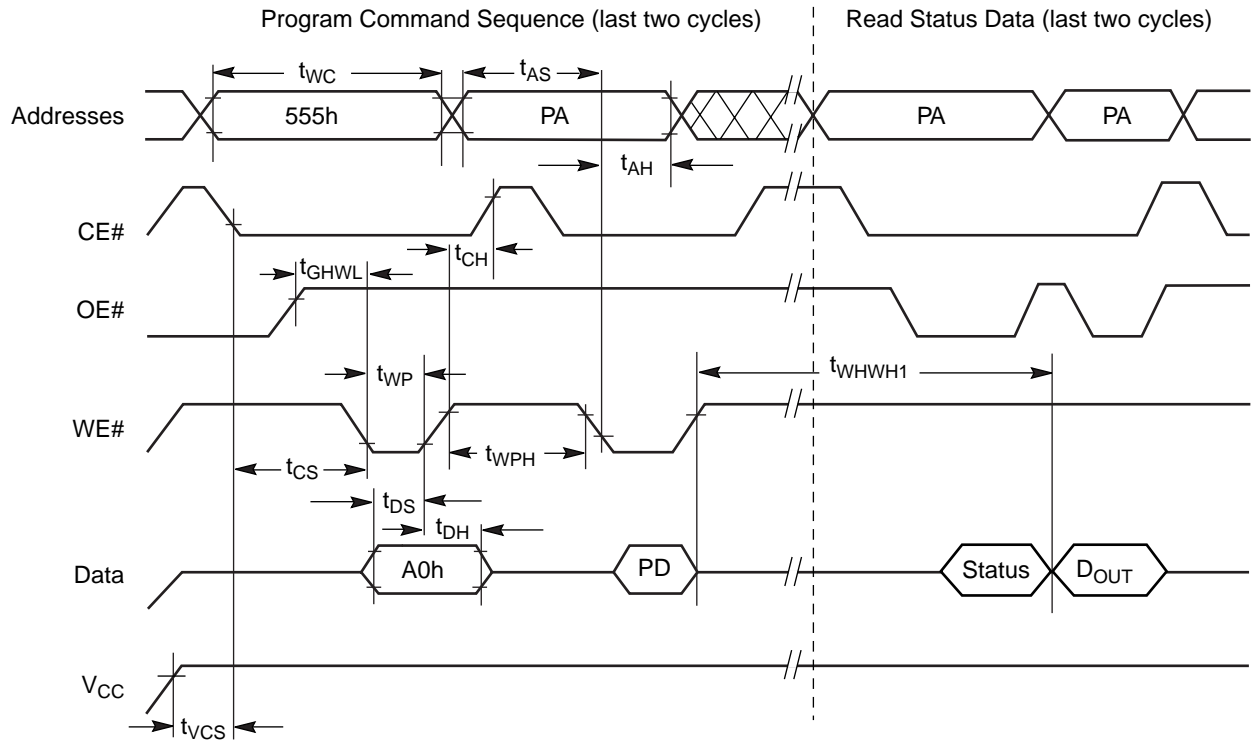 Program Command Sequence (last two cycles) Read Status Data (last two cycles)
tWC tAS
Addresses 555h PA PA PA
tAH
CE#
tCH
tGHWL
OE#
tWP tWHWH1
WE#
tCS tWPH
tDS
tDH
Data A0h PD Status DOUT
VCC
tVCS